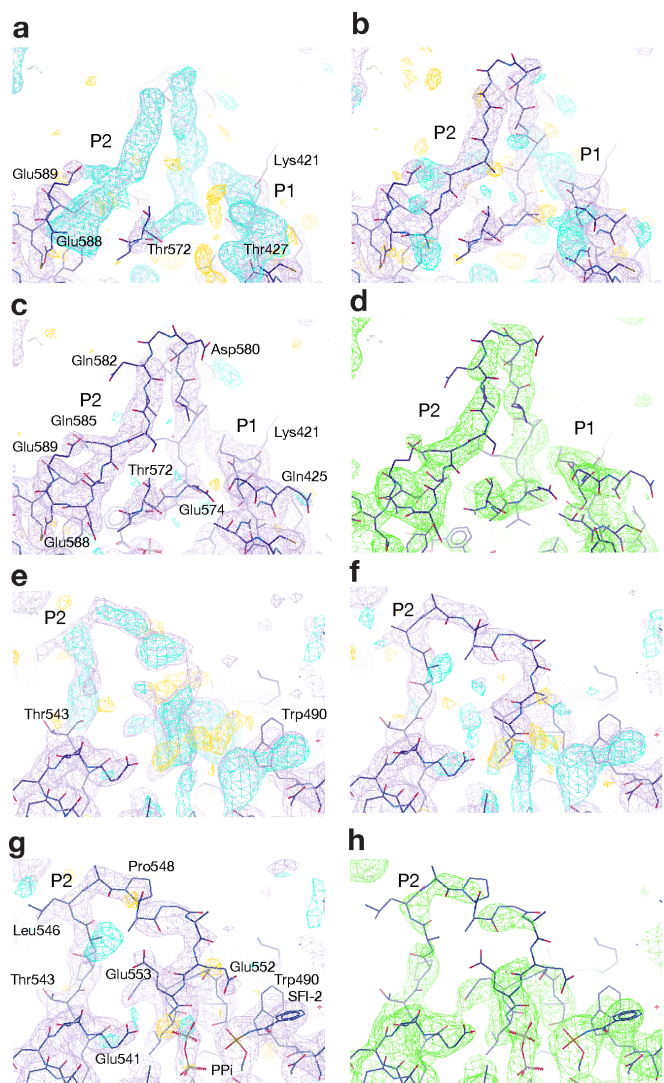 a
P2
Lys421
Glu589
P1
Glu588
Thr572
Thr427
b
P2
P1
c
Gln582
Asp580
P2
Gln585
P1
Glu589
Lys421
Thr572
Gln425
Glu574
Glu588
d
P2
P1
e
P2
Thr543
Trp490
f
P2
g
Pro548
P2
Leu546
Glu553
Glu552
Thr543
Trp490
SFI-2
Glu541
PPi
h
P2